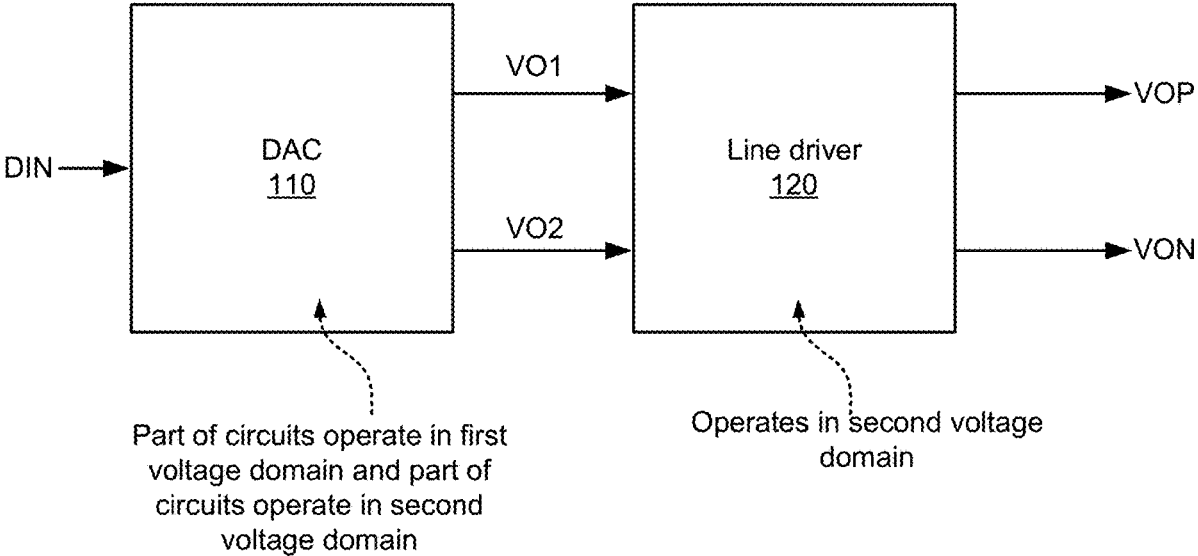 VO1
VOP
DAC
110
Line driver
120
DIN
VO2
VON
Part of circuits operate in first
voltage domain and part of
circuits operate in second
voltage domain
Operates in second voltage
domain